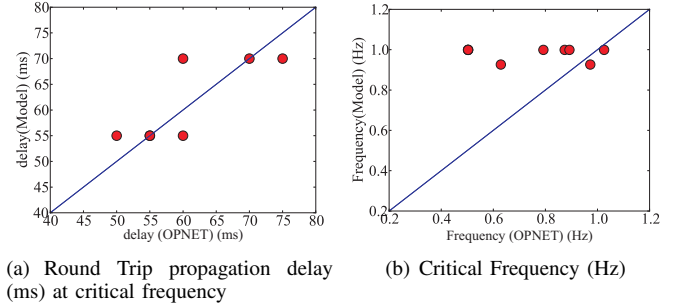 80
75
70
65
60
55
50
45
40
delay(Model) (ms)
40 45 50 55 60 65 70 75 80
delay (OPNET) (ms)
1.2
1.0
0.8
0.6
0.4
0.2
Frequency(Model) (Hz)
0.2 0.4 0.6 0.8 1.0 1.2
Frequency (OPNET) (Hz)
(a) Round Trip propagation delay
(ms) at critical frequency
(b) Critical Frequency (Hz)